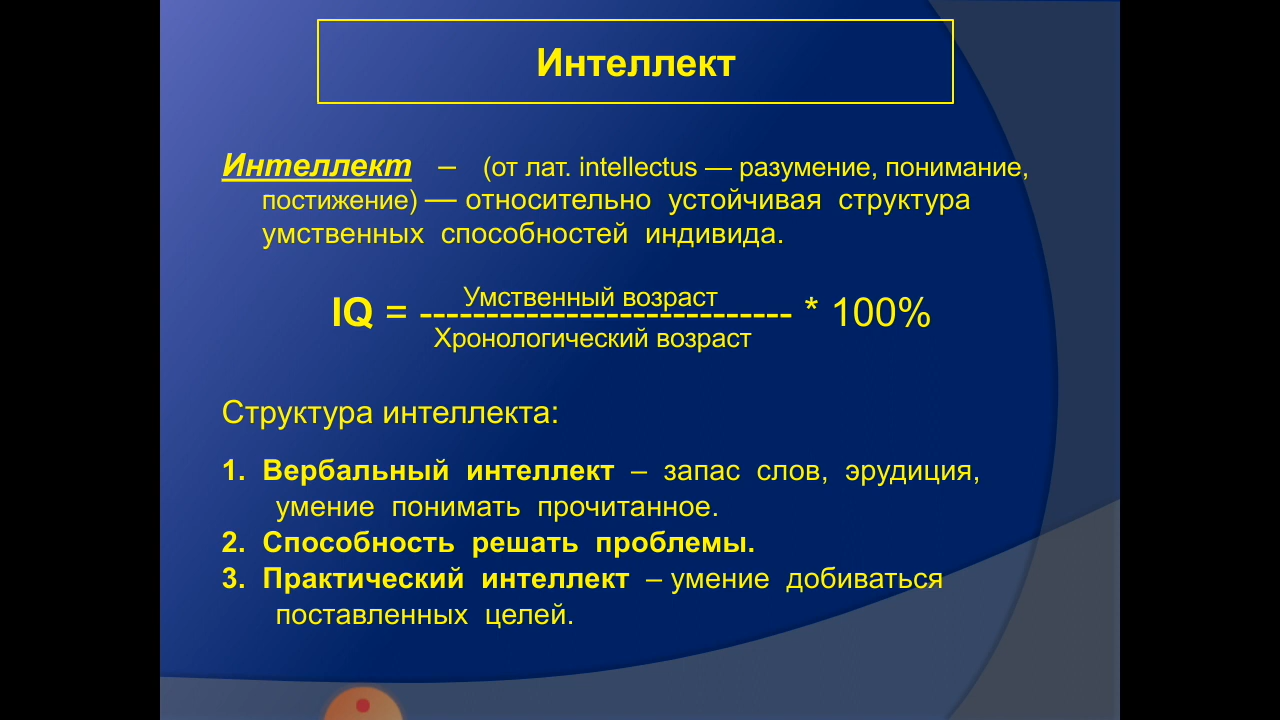 Интеллект
Интеллект – (от лат. intellectus — разумение, понимание,
постижение) — относительно устойчивая структура
умственных способностей индивида.
Умственный возраст
IQ = ---------------------------- * 100%
Хронологический возраст
Структура интеллекта:
1. Вербальный интеллект – запас слов, эрудиция,
умение понимать прочитанное.
2. Способность решать проблемы.
3. Практический интеллект – умение добиваться
поставленных целей.